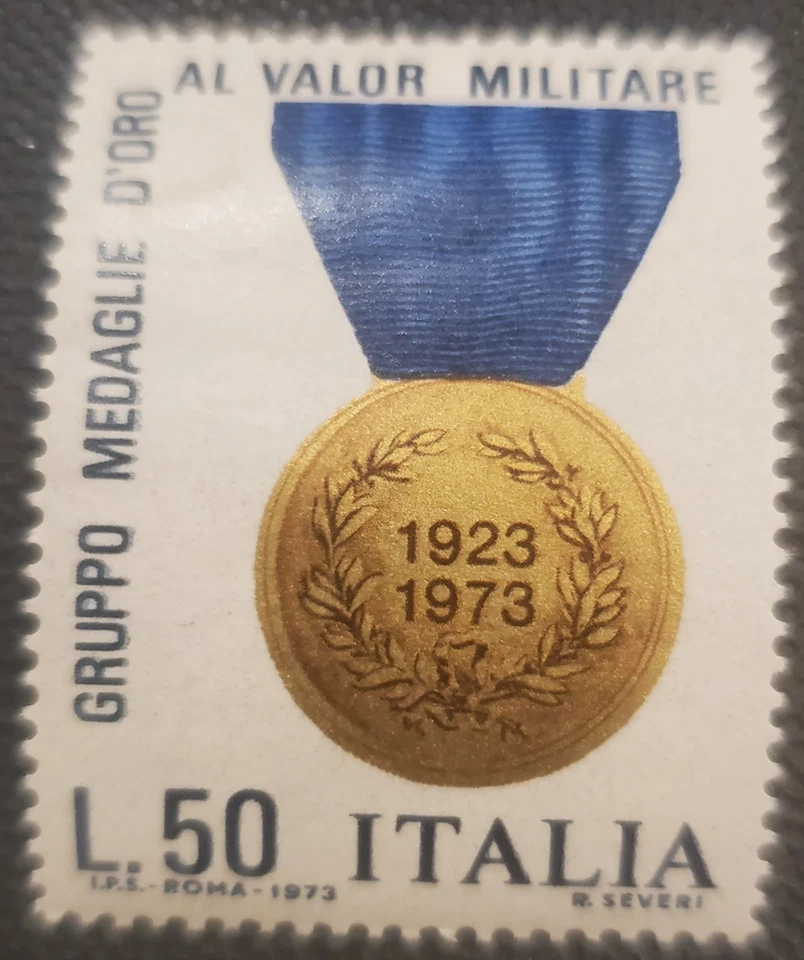 GRUPPO MEDAGLIE D'ORO
AL VALOR MILITARE
1923
1973
L.50 ITALIA
I.P.S.-ROMA-1973
R. SEVERI